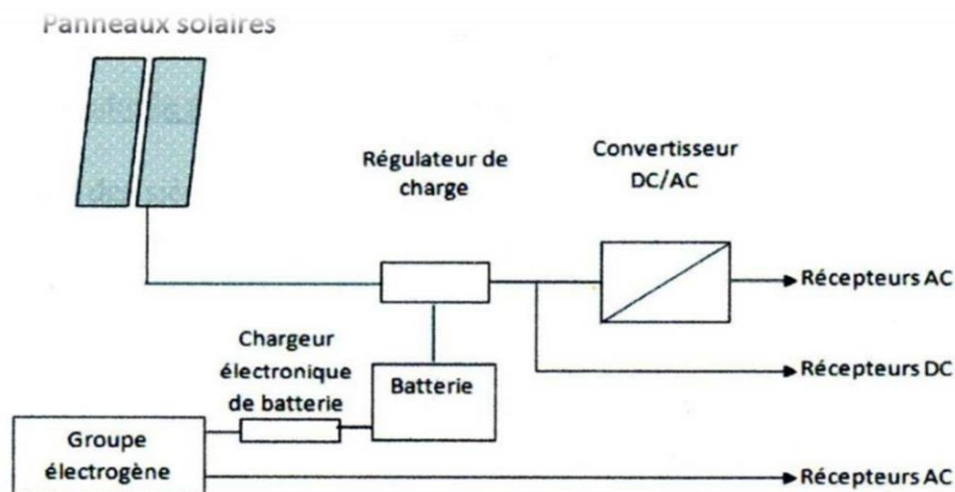 Panneaux solaires
Régulateur de
charge
Convertisseur
DC/AC
Récepteurs AC
Chargeur
électronique
de batterie
Batterie
Récepteurs DC
Groupe
électrogène
Récepteurs AC